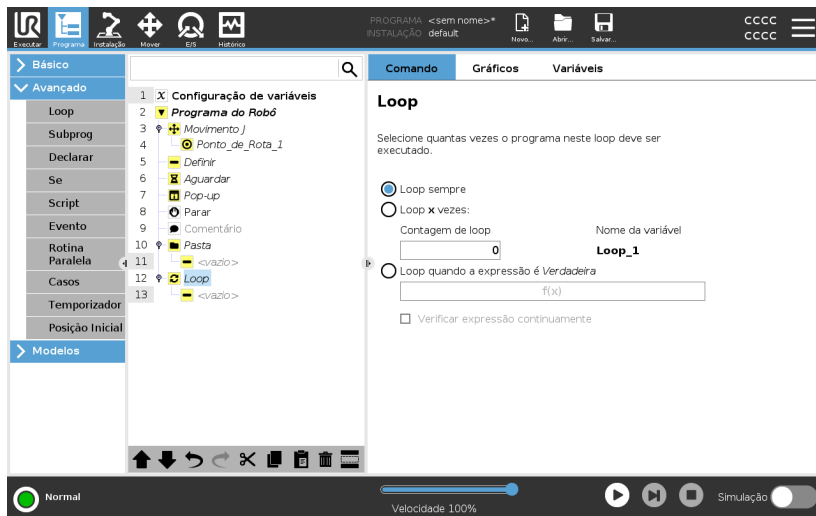 UR
PROGRAMA <sem nome>*
INSTALAÇÃO default
CCCC
CCCC
Executar Programa Instalação Mover E/S Histórico Novo... Abrir... Salvar...
Básico
Avançado
Loop
Subprog
Declarar
Se
Script
Evento
Rotina
Paralela
Casos
Temporizador
Posição Inicial
Modelos
1 X Configuração de variáveis
2 Programa do Robô
3 Movimento J
4 Ponto_de_Rota_1
5 Definir
6 Aguardar
7 Pop-up
8 Parar
9 Comentário
10 Pasta
11 <vazio>
12 Loop
13 <vazio>
Comando Gráficos Variáveis
Loop
Selecione quantas vezes o programa neste loop deve ser
executado.
Loop sempre
Loop x vezes:
Contagem de loop Nome da variável
0 Loop_1
Loop quando a expressão é Verdadeira
f(x)
Verificar expressão continuamente
Normal
Velocidade 100%
Simulação